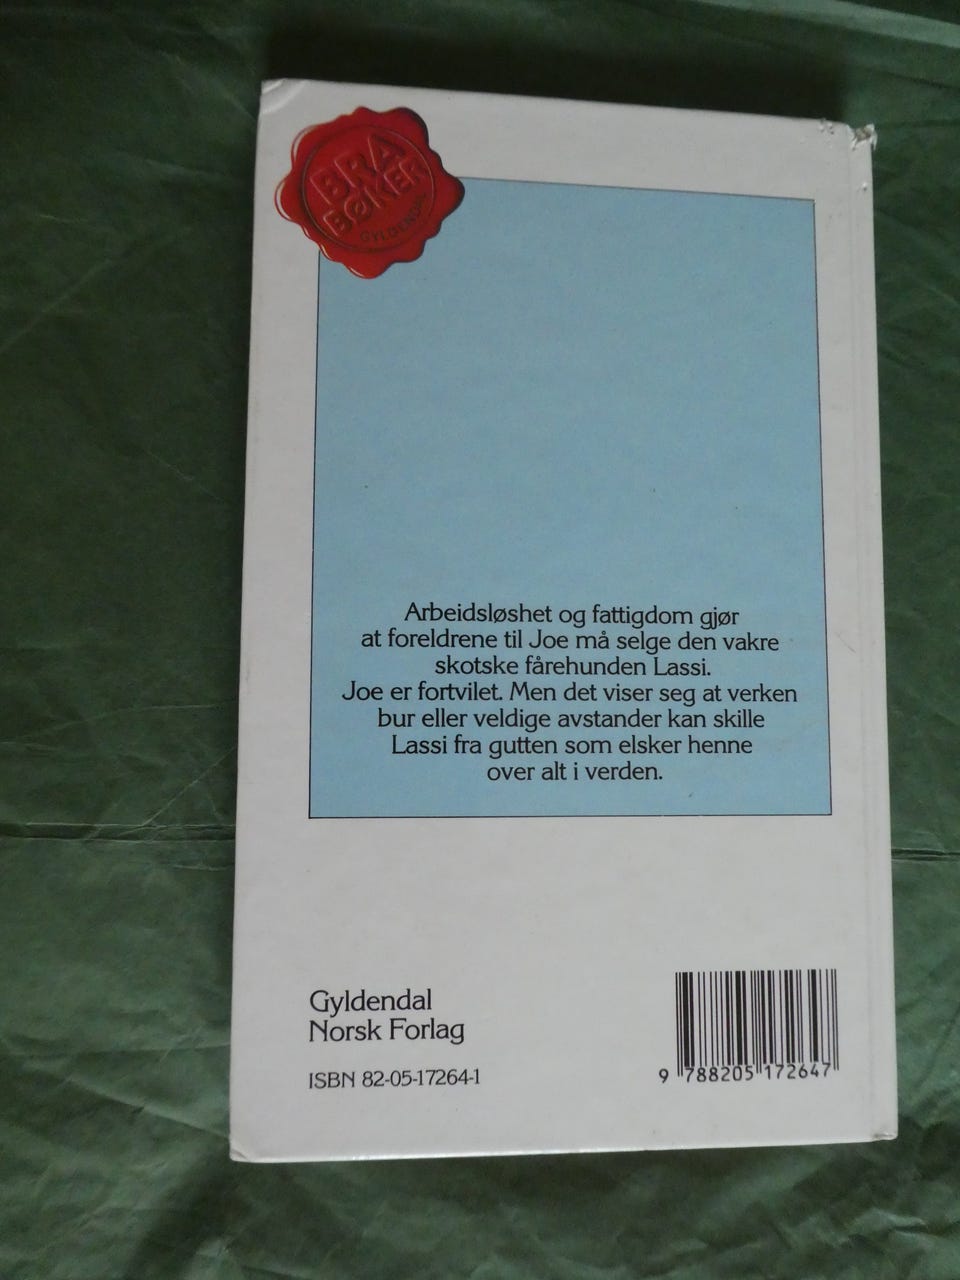 BRA
BØKER
GYLDENDAL
Arbeidsløshet og fattigdom gjør
at foreldrene til Joe må selge den vakre
skotske fårehunden Lassi.
Joe er fortvilet. Men det viser seg at verken
bur eller veldige avstander kan skille
Lassi fra gutten som elsker henne
over alt i verden.
Gyldendal
Norsk Forlag
ISBN 82-05-17264-1
9 788205 172647